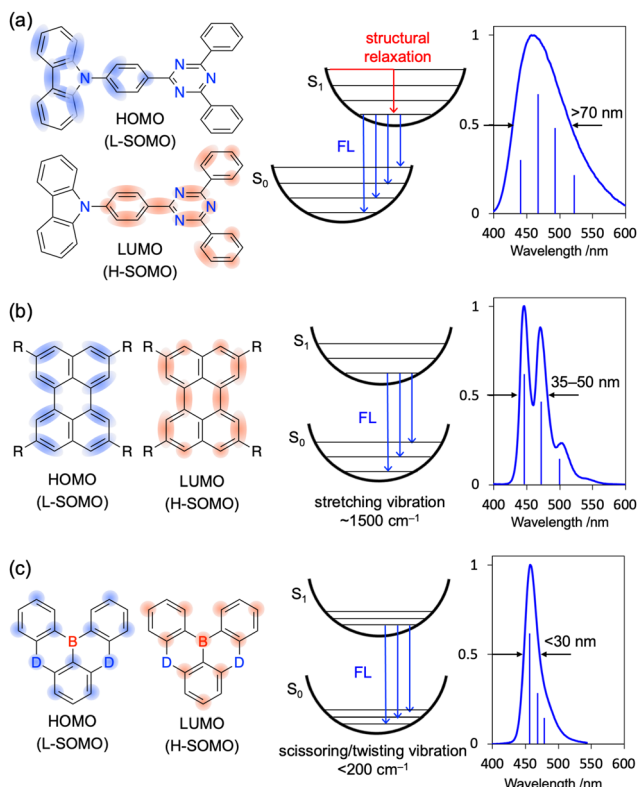 (a)
N
N
N
N
HOMO
(L-SOMO)
N
N
N
N
LUMO
(H-SOMO)
structural
relaxation
S1
FL
S0
1
0.5
>70 nm
0
400 450 500 550 600
Wavelength /nm
(b)
R R
R R
HOMO
(L-SOMO)
R R
R R
LUMO
(H-SOMO)
S1
FL
S0
stretching vibration
~1500 cm⁻¹
1
0.5
35–50 nm
0
400 450 500 550 600
Wavelength /nm
(c)
B
D D
HOMO
(L-SOMO)
B
D D
LUMO
(H-SOMO)
S1
FL
S0
scissoring/twisting vibration
<200 cm⁻¹
1
0.5
<30 nm
0
400 450 500 550 600
Wavelength /nm